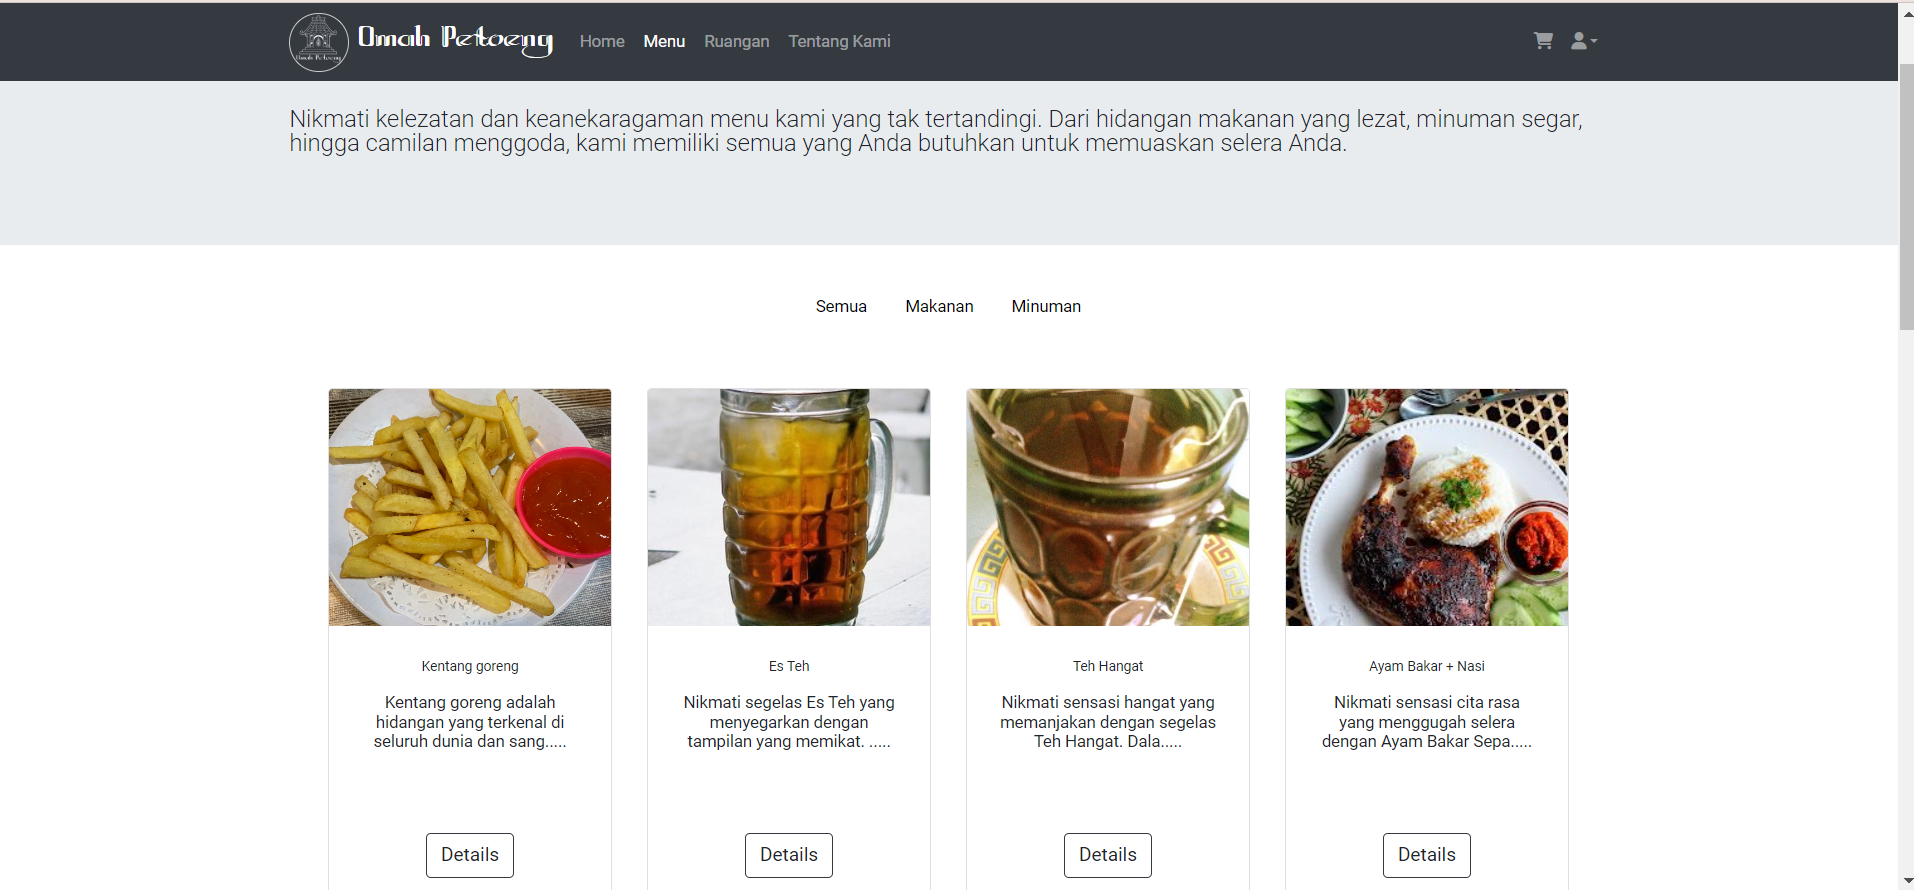 Omah Petoeng
Omah Petoeng Home Menu Ruangan Tentang Kami
Nikmati kelezatan dan keanekaragaman menu kami yang tak tertandingi. Dari hidangan makanan yang lezat, minuman segar,
hingga camilan menggoda, kami memiliki semua yang Anda butuhkan untuk memuaskan selera Anda.
Semua Makanan Minuman
Kentang goreng
Kentang goreng adalah
hidangan yang terkenal di
seluruh dunia dan sang.....
Details
Es Teh
Nikmati segelas Es Teh yang
menyegarkan dengan
tampilan yang memikat. .....
Details
Teh Hangat
Nikmati sensasi hangat yang
memanjakan dengan segelas
Teh Hangat. Dala.....
Details
Ayam Bakar + Nasi
Nikmati sensasi cita rasa
yang menggugah selera
dengan Ayam Bakar Sepa.....
Details